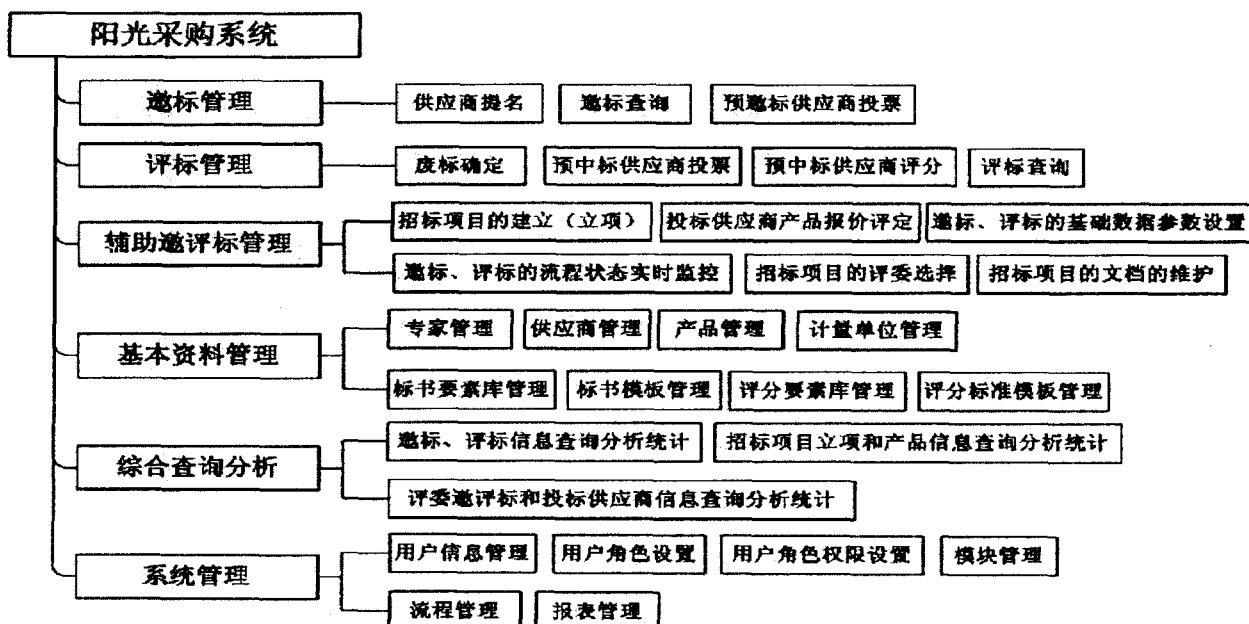 阳光采购系统
邀标管理 供应商提名 邀标查询 预邀标供应商投票
评标管理 废标确定 预中标供应商投票 预中标供应商评分 评标查询
招标项目的建立（立项） 投标供应商产品报价评定 邀标、评标的基础数据参数设置
辅助邀评标管理
邀标、评标的流程状态实时监控 招标项目的评委选择 招标项目的文档的维护
专家管理 供应商管理 产品管理 计量单位管理
基本资料管理
标书要素库管理 标书模板管理 评分要素库管理 评分标准模板管理
邀标、评标信息查询分析统计 招标项目立项和产品信息查询分析统计
综合查询分析
评委邀评标和投标供应商信息查询分析统计
用户信息管理 用户角色设置 用户角色权限设置 模块管理
系统管理
流程管理 报表管理